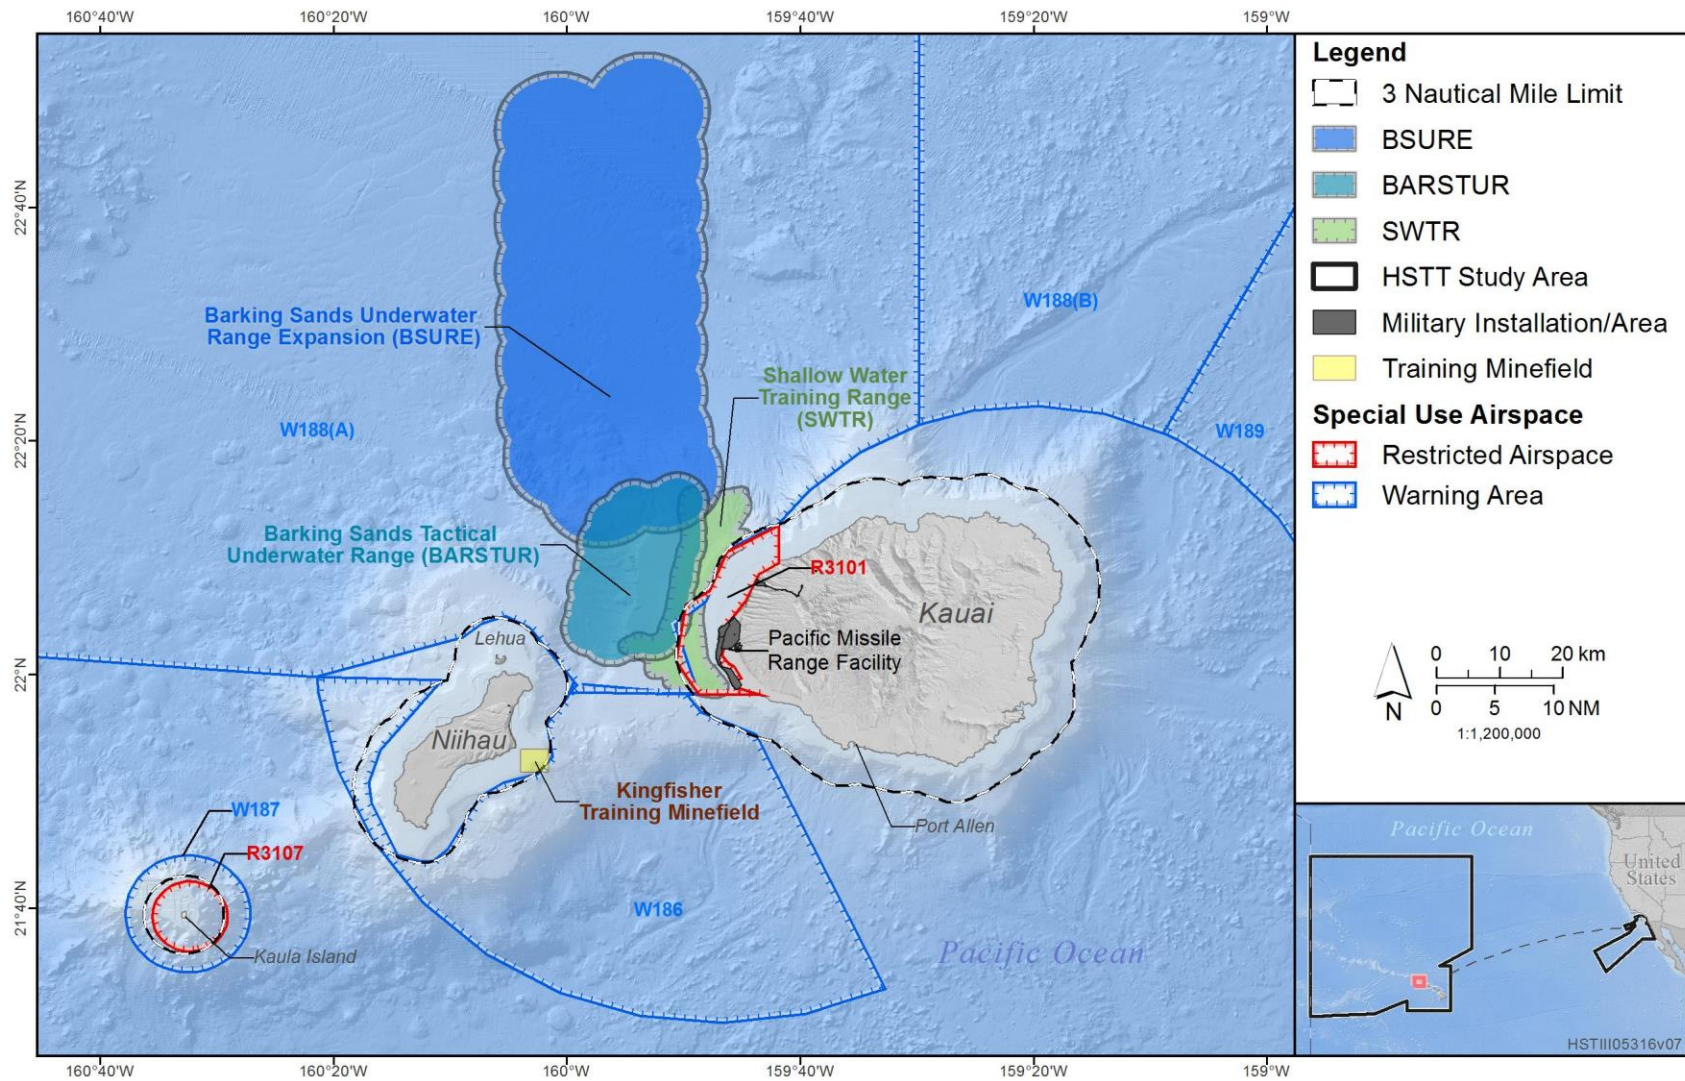 160°40'W
160°20'W
160°W
159°40'W
159°20'W
159°W
22°40'N
22°20'N
22°N
21°40'N
Barking Sands Underwater
Range Expansion (BSURE)
W188(A)
W188(B)
W189
Shallow Water
Training Range
(SWTR)
Barking Sands Tactical
Underwater Range (BARSTUR)
R3101
Kauai
Pacific Missile
Range Facility
Lehua
Niihau
Kingfisher
Training Minefield
Port Allen
W187
R3107
Kaula Island
W186
Pacific Ocean
160°40'W
160°20'W
160°W
159°40'W
159°20'W
159°W
Legend
3 Nautical Mile Limit
BSURE
BARSTUR
SWTR
HSTT Study Area
Military Installation/Area
Training Minefield
Special Use Airspace
Restricted Airspace
Warning Area
N
0 10 20 km
0 5 10 NM
1:1,200,000
Pacific Ocean
United
States
HSTIII05316v07